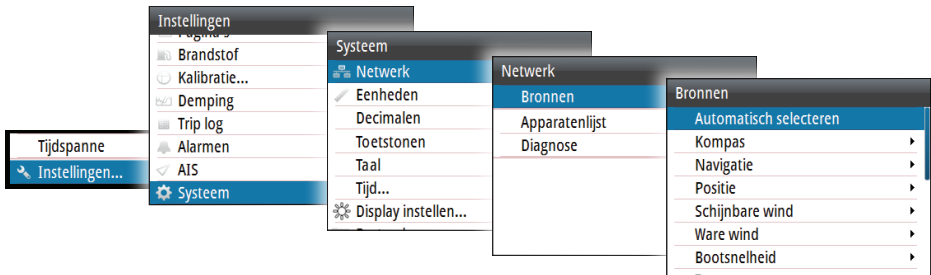 Tijdspanne
Instellingen...
Instellingen
Brandstof
Kalibratie...
Demping
Trip log
Alarmen
AIS
Systeem
Systeem
Netwerk
Eenheden
Decimalen
Toetstonen
Taal
Tijd...
Display instellen...
Netwerk
Bronnen
Apparatenlijst
Diagnose
Bronnen
Automatisch selecteren
Kompas
Navigatie
Positie
Schijnbare wind
Ware wind
Bootsnelheid